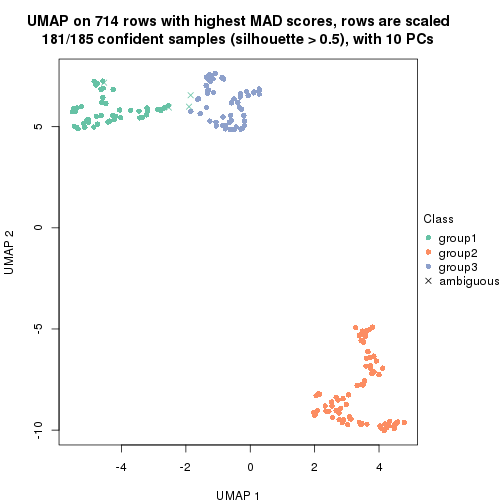 UMAP on 714 rows with highest MAD scores, rows are scaled
181/185 confident samples (silhouette > 0.5), with 10 PCs
5
0
-5
-10
UMAP 2
-4
-2
0
2
4
UMAP 1
Class
group1
group2
group3
ambiguous